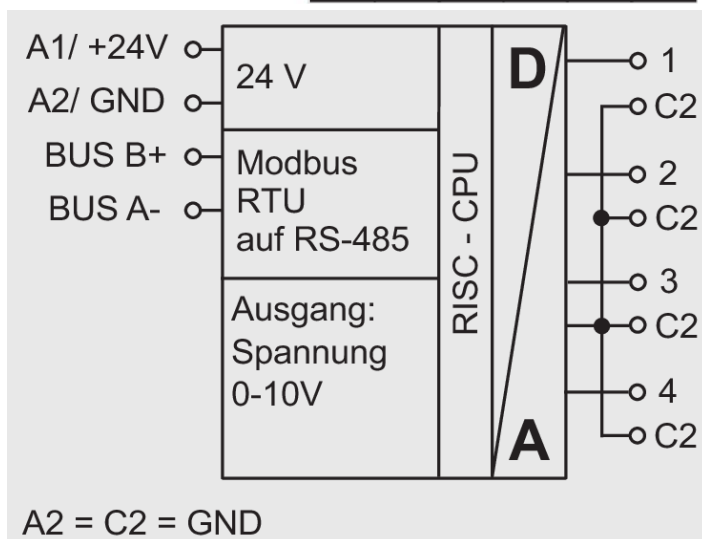 A1/ +24V
A2/ GND
BUS B+
BUS A-
24 V
Modbus
RTU
auf RS-485
Ausgang:
Spannung
0-10V
RISC - CPU
D
A
1
C2
2
C2
3
C2
4
C2
A2 = C2 = GND